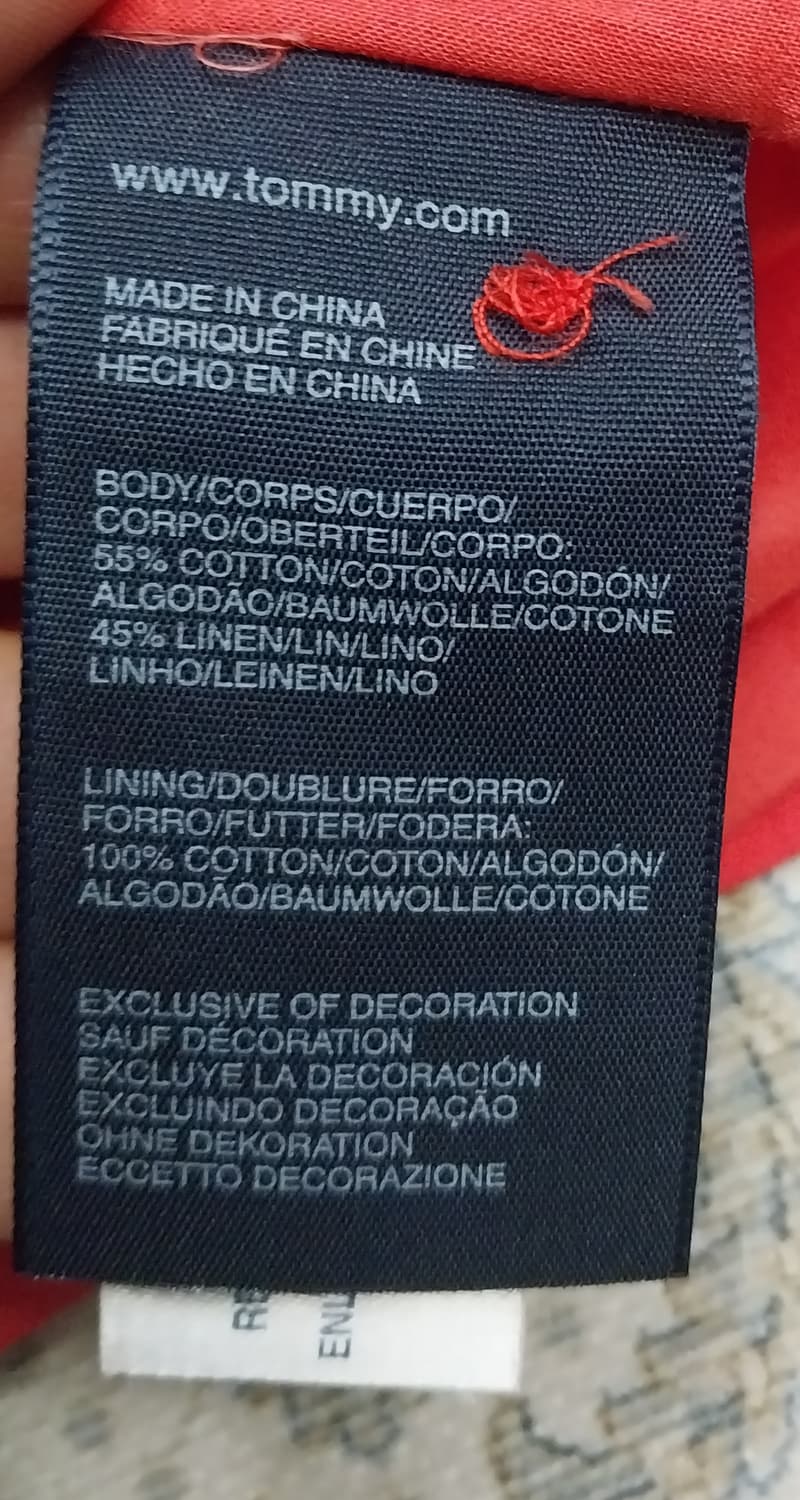 www.tommy.com
MADE IN CHINA
FABRIQUÉ EN CHINE
HECHO EN CHINA
BODY/CORPS/CUERPO/
CORPO/OBERTEIL/CORPO:
55% COTTON/COTON/ALGODÓN/
ALGODÃO/BAUMWOLLE/COTONE
45% LINEN/LIN/LINO/
LINHO/LEINEN/LINO
LINING/DOUBLURE/FORRO/
FORRO/FUTTER/FODERA:
100% COTTON/COTON/ALGODÓN/
ALGODÃO/BAUMWOLLE/COTONE
EXCLUSIVE OF DECORATION
SAUF DÉCORATION
EXCLUYE LA DECORACIÓN
EXCLUINDO DECORAÇÃO
OHNE DEKORATION
ECCETTO DECORAZIONE